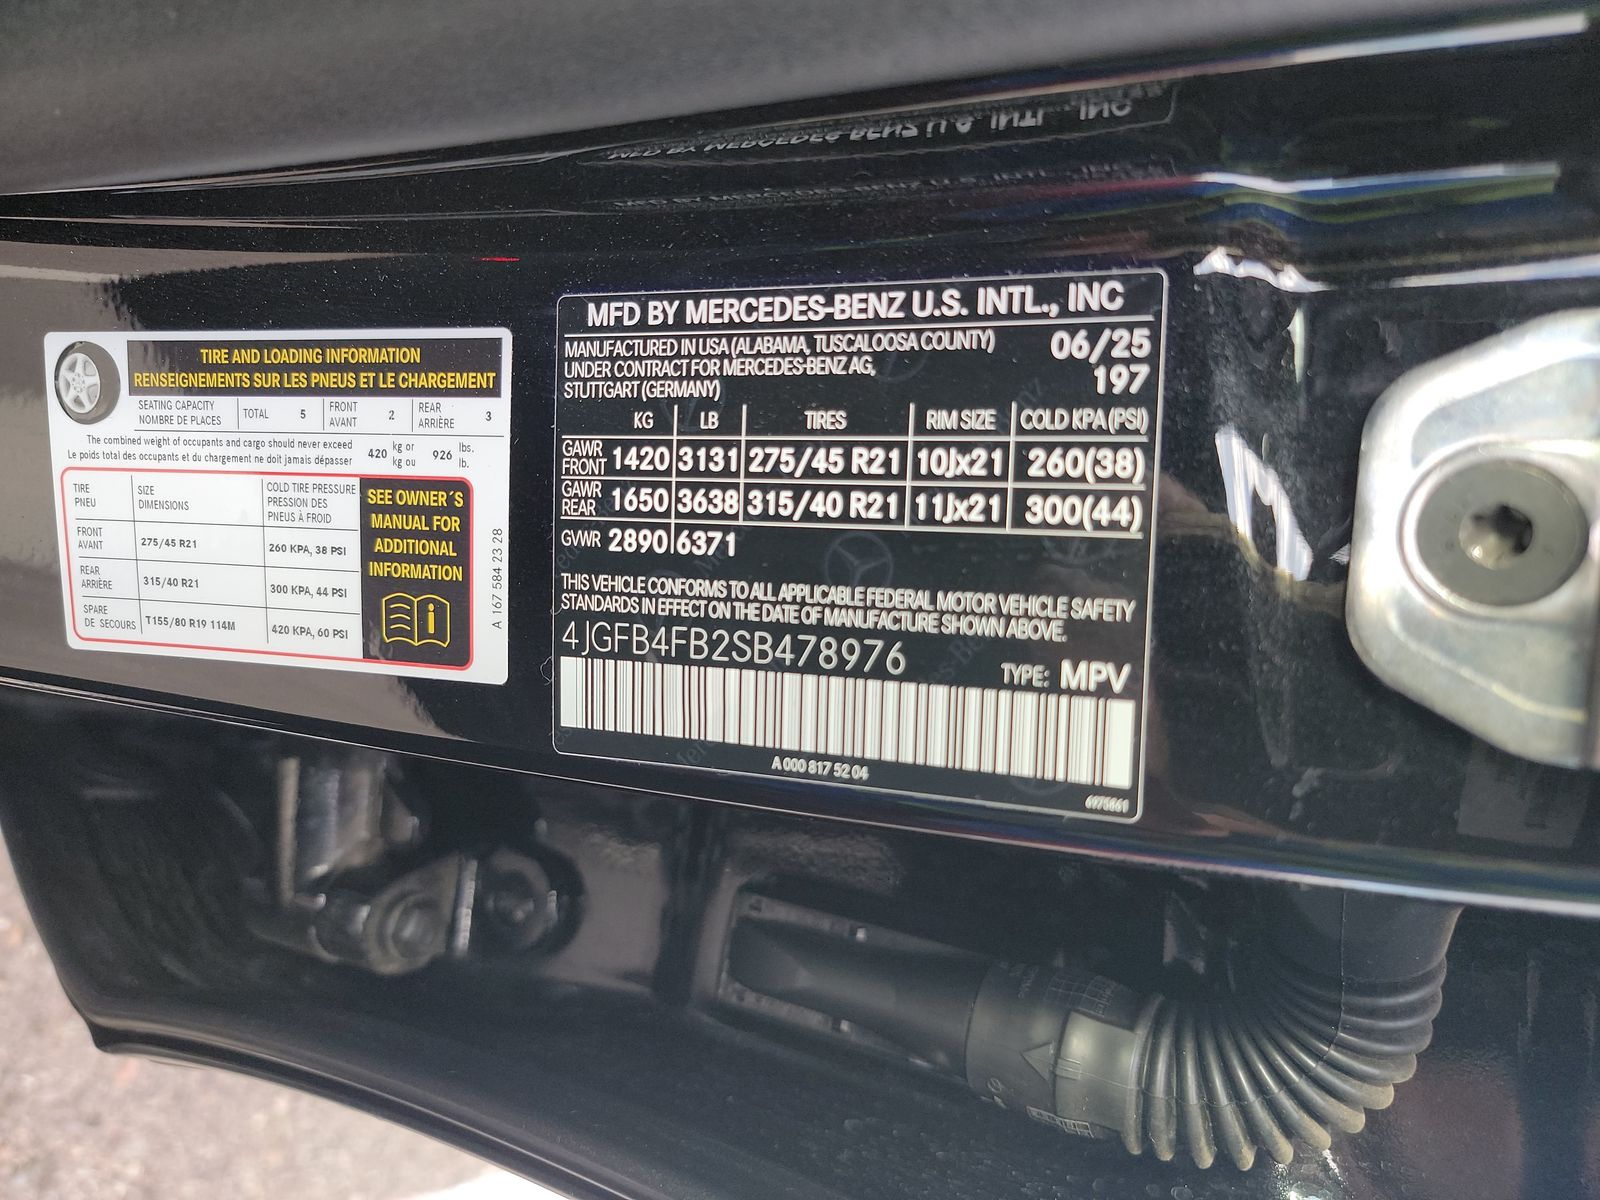 TIRE AND LOADING INFORMATION
RENSEIGNEMENTS SUR LES PNEUS ET LE CHARGEMENT
SEATING CAPACITY
NOMBRE DE PLACES
TOTAL 5
FRONT
AVANT
2
REAR
ARRIÈRE
3
The combined weight of occupants and cargo should never exceed
Le poids total des occupants et du chargement ne doit jamais dépasser
420
kg or
kg ou
926
lbs.
lb.
TIRE
PNEU
SIZE
DIMENSIONS
COLD TIRE PRESSURE
PRESSION DES
PNEUS À FROID
FRONT
AVANT
275/45 R21
260 KPA, 38 PSI
REAR
ARRIÈRE
315/40 R21
300 KPA, 44 PSI
SPARE
DE SECOURS
T155/80 R19 114M
420 KPA, 60 PSI
SEE OWNER´S
MANUAL FOR
ADDITIONAL
INFORMATION
A 167 584 23 28
MFD BY MERCEDES-BENZ U.S. INTL., INC
MANUFACTURED IN USA (ALABAMA, TUSCALOOSA COUNTY)
UNDER CONTRACT FOR MERCEDES-BENZ AG,
STUTTGART (GERMANY)
06/25
197
KG LB TIRES RIM SIZE COLD KPA (PSI)
GAWR
FRONT
1420 3131 275/45 R21 10Jx21 260(38)
GAWR
REAR
1650 3638 315/40 R21 11Jx21 300(44)
GVWR 2890 6371
THIS VEHICLE CONFORMS TO ALL APPLICABLE FEDERAL MOTOR VEHICLE SAFETY
STANDARDS IN EFFECT ON THE DATE OF MANUFACTURE SHOWN ABOVE.
4JGFB4FB2SB478976
TYPE: MPV
A 000 817 52 04
6975861